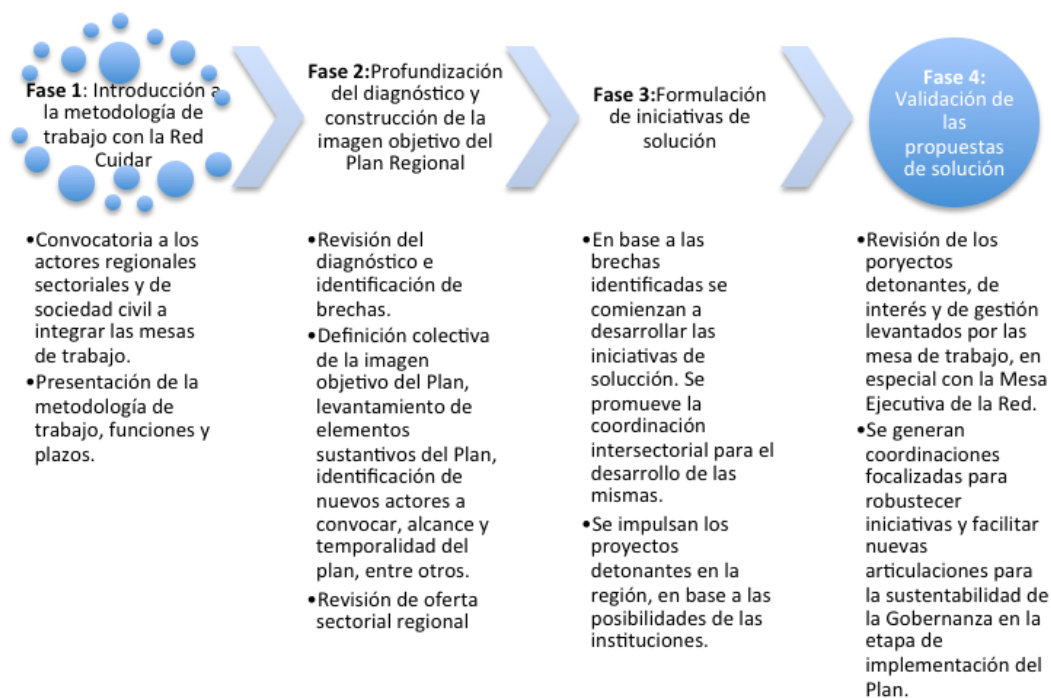 Fase 1: Introducción a
la metodología de
trabajo con la Red
Cuidar
Fase 2:Profundización
del diagnóstico y
construcción de la
imagen objetivo del
Plan Regional
Fase 3:Formulación
de iniciativas de
solución
Fase 4:
Validación de
las
propuestas
de solución
•Convocatoria a los
actores regionales
sectoriales y de
sociedad civil a
integrar las mesas
de trabajo.
•Presentación de la
metodología de
trabajo, funciones y
plazos.
•Revisión del
diagnóstico e
identificación de
brechas.
•Definición colectiva
de la imagen
objetivo del Plan,
levantamiento de
elementos
sustantivos del Plan,
identificación de
nuevos actores a
convocar, alcance y
temporalidad del
plan, entre otros.
•Revisión de oferta
sectorial regional
•En base a las
brechas
identificadas se
comienzan a
desarrollar las
iniciativas de
solucción. Se
promueve la
coordinación
intersectorial para el
desarrollo de las
mismas.
•Se impulsan los
proyectos
detonantes en la
región, en base a las
posibilidades de las
instituciones.
•Revisión de los
poryectos
detonantes, de
interés y de gestión
levantados por las
mesa de trabajo, en
especial con la Mesa
Ejecutiva de la Red.
•Se generan
coordinaciones
focalizadas para
robustecer
iniciativas y facilitar
nuevas
articulaciones para
la sustentabilidad de
la Gobernanza en la
etapa de
implementación del
Plan.